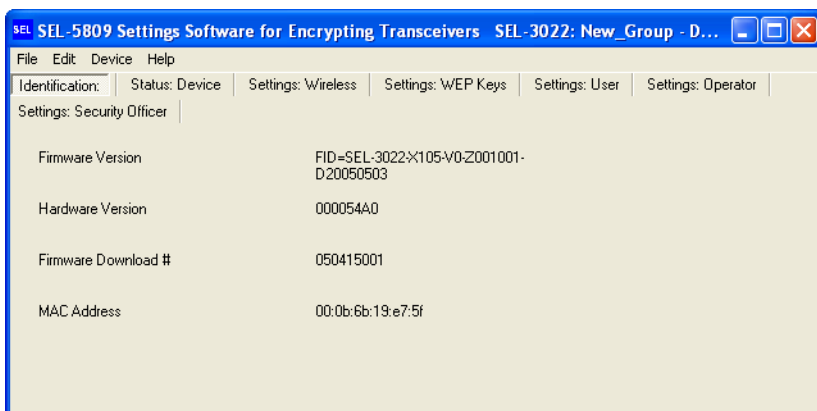 SEL SEL-5809 Settings Software for Encrypting Transceivers SEL-3022: New_Group - D...
File Edit Device Help
Identification: Status: Device Settings: Wireless Settings: WEP Keys Settings: User Settings: Operator
Settings: Security Officer
Firmware Version FID=SEL-3022-X105-V0-Z001001-
D20050503
Hardware Version 000054A0
Firmware Download # 050415001
MAC Address 00:0b:6b:19:e7:5f